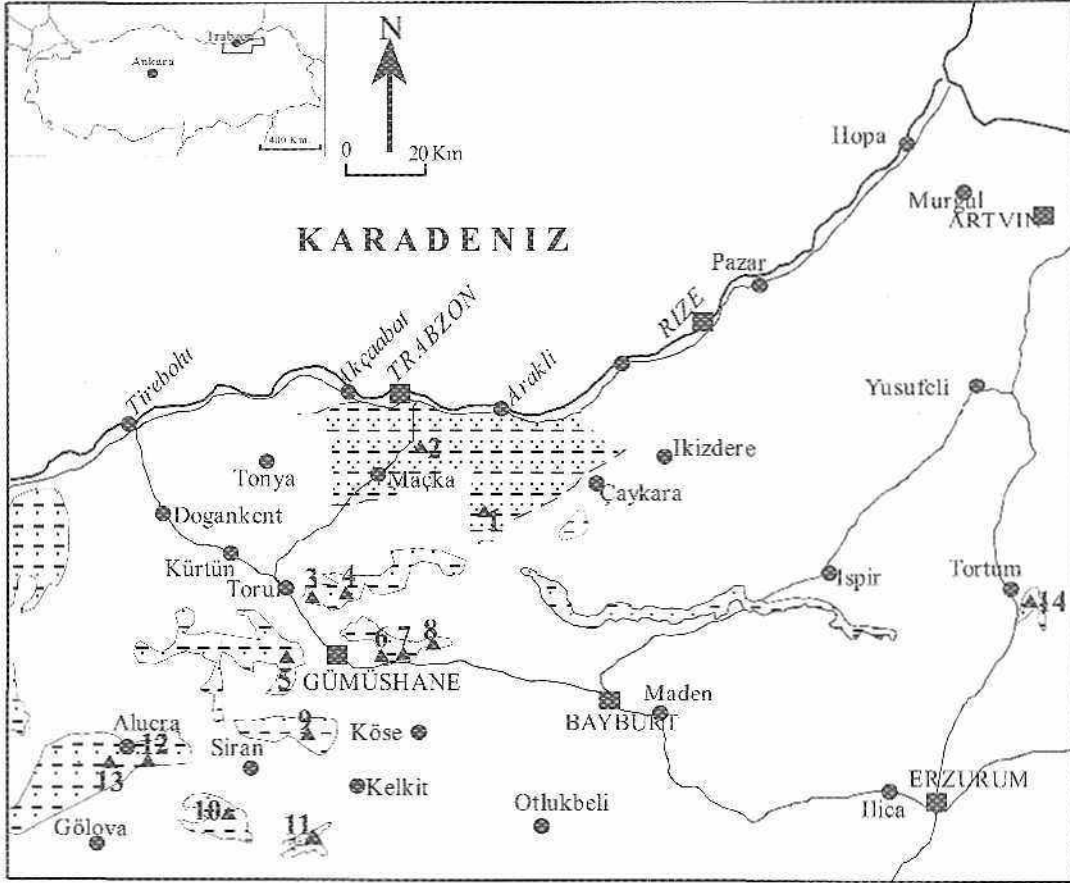 Trabzon
Ankara
400 Km.
N
0 20 Km
Hopa
Murgul
ARTVIN
KARADENIZ
Pazar
RIZE
TRABZON
Akçaabat
Arakli
Tirebolu
Yusufeli
2
Ikizdere
Tonya
Maçka
Çaykara
1
Dogankent
Kürtün
Torul
3
4
Ispir
Tortum
14
6
7
8
5
GÜMÜSHANE
Maden
BAYBURT
9
Köse
Alucra
12
Siran
13
Kelkit
ERZURUM
Ilica
Otlukbeli
10
11
Gölova